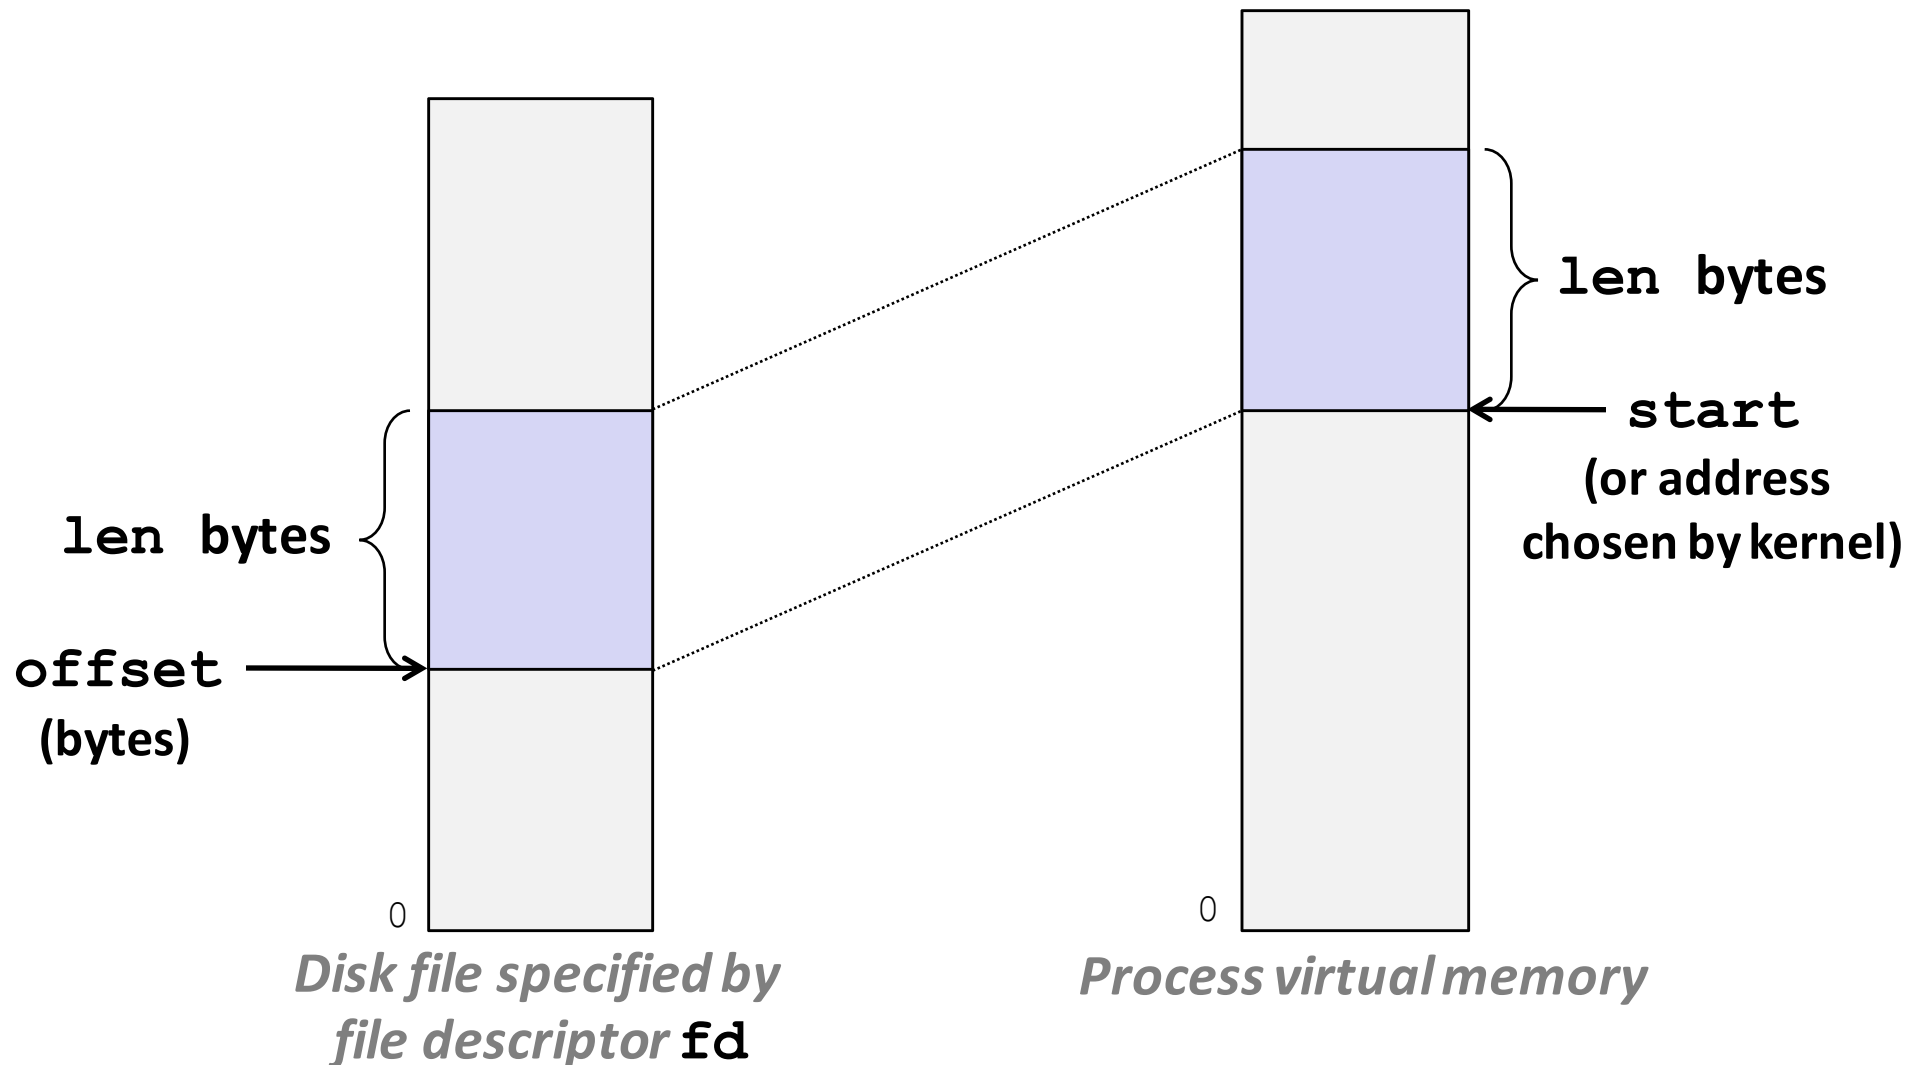 len bytes
start
(or address
chosen by kernel)
len bytes
offset
(bytes)
0
0
Disk file specified by
file descriptor fd
Process virtual memory